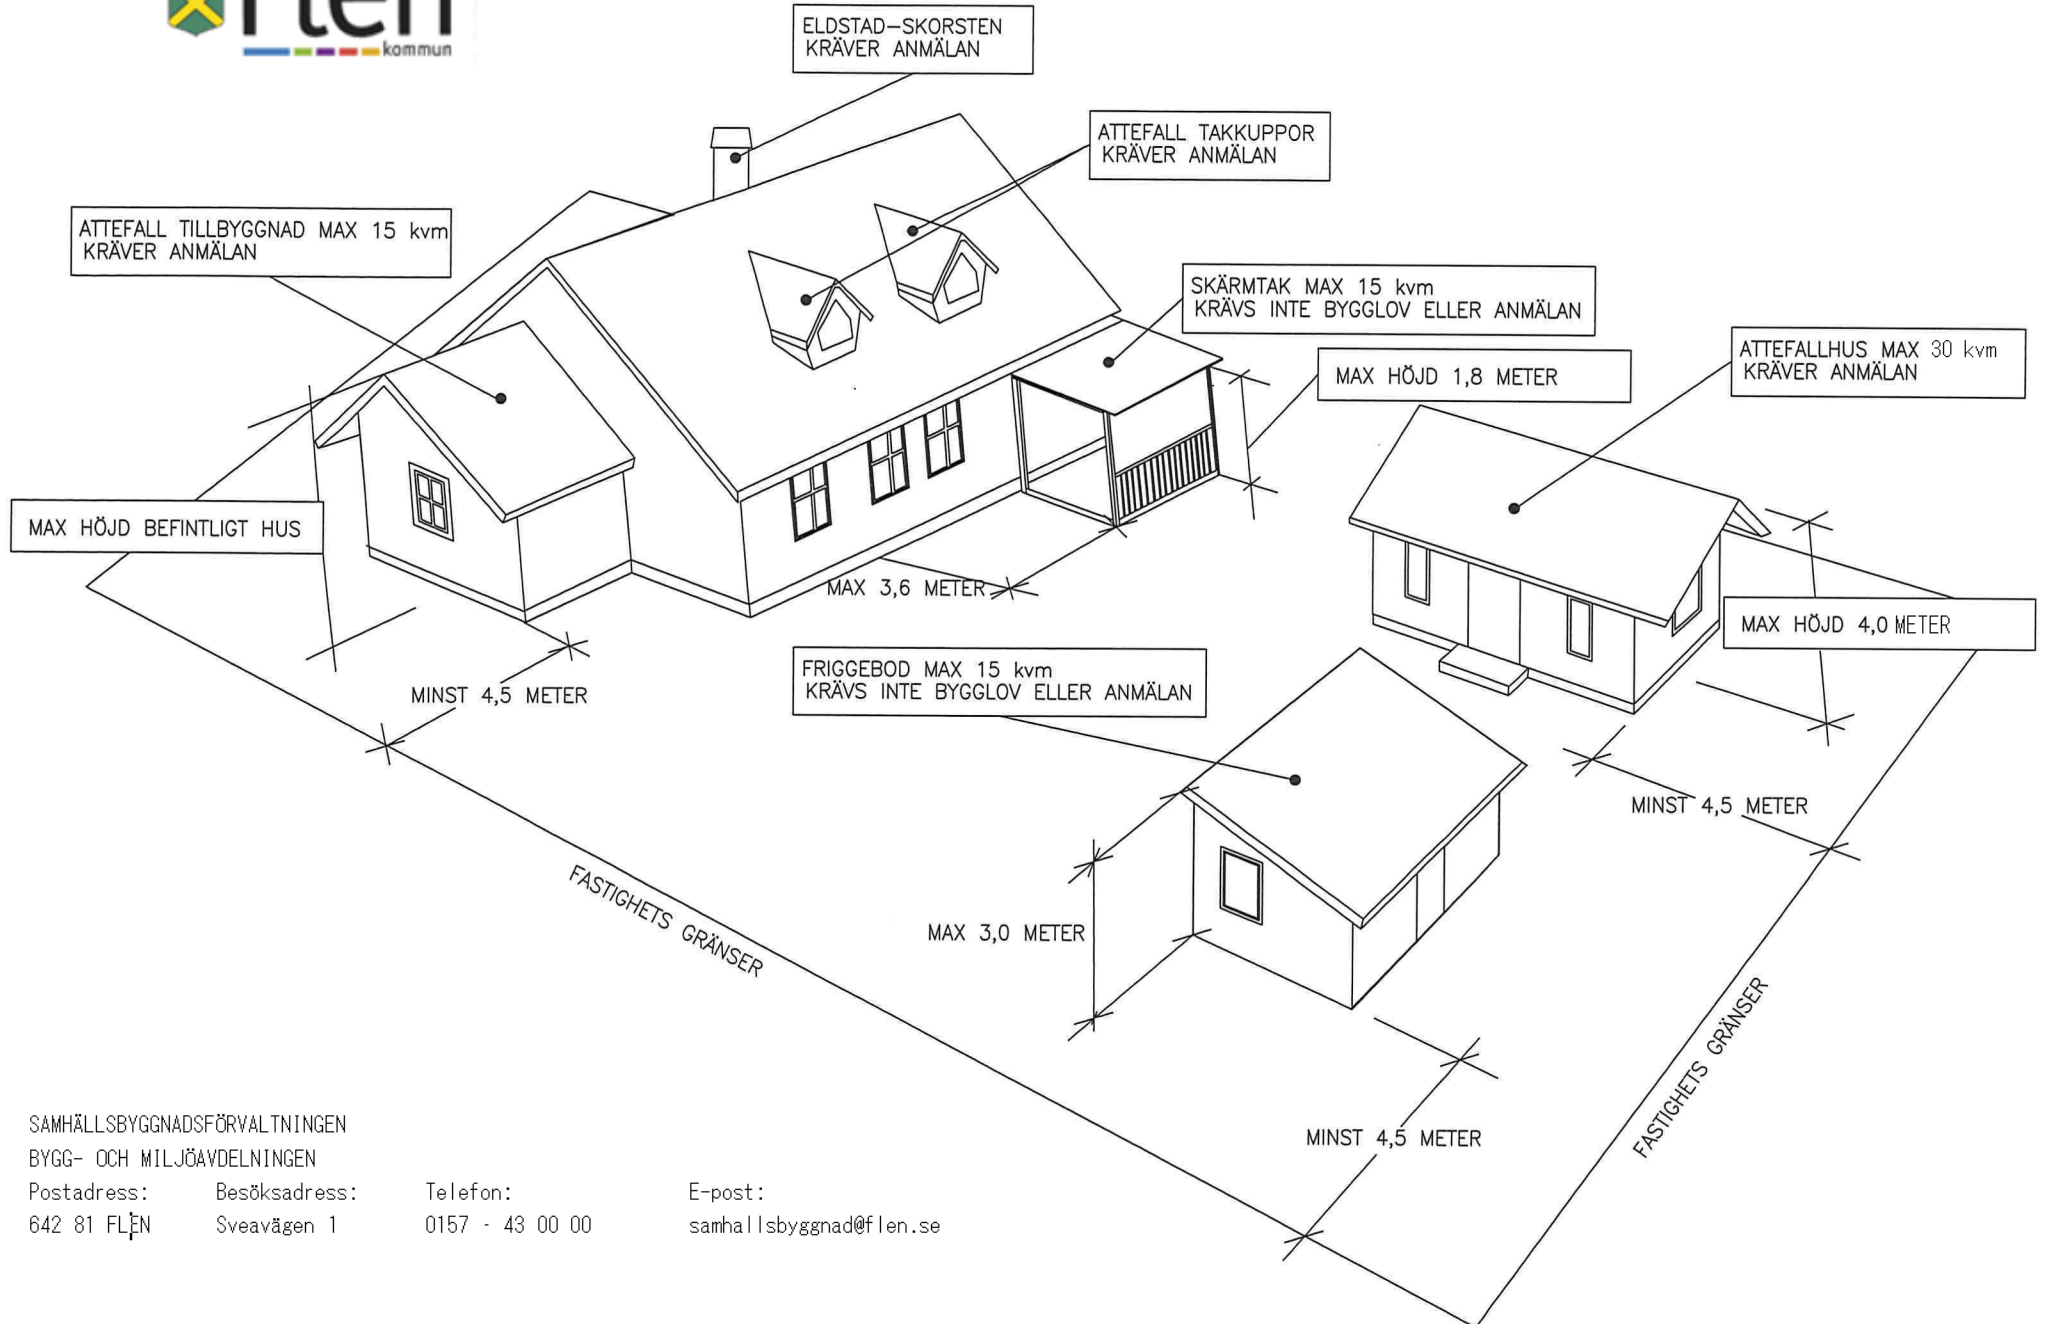 flen
kommun
ELDSTAD-SKORSTEN
KRÄVER ANMÄLAN
ATTEFALL TAKKUPPOR
KRÄVER ANMÄLAN
ATTEFALL TILLBYGGNAD MAX 15 kvm
KRÄVER ANMÄLAN
SKÄRMTAK MAX 15 kvm
KRÄVS INTE BYGGLOV ELLER ANMÄLAN
MAX HÖJD 1,8 METER
ATTEFALLHUS MAX 30 kvm
KRÄVER ANMÄLAN
MAX HÖJD BEFINTLIGT HUS
MAX 3,6 METER
MAX HÖJD 4,0 METER
MINST 4,5 METER
FRIGGEBOD MAX 15 kvm
KRÄVS INTE BYGGLOV ELLER ANMÄLAN
MINST 4,5 METER
FASTIGHETS GRÄNSER
MAX 3,0 METER
FASTIGHETS GRÄNSER
MINST 4,5 METER
SAMHÄLLSBYGGNADSFÖRVALTNINGEN
BYGG- OCH MILJÖAVDELNINGEN
Postadress: Besöksadress: Telefon: E-post:
642 81 FLEN Sveavägen 1 0157 - 43 00 00 samhallsbyggnad@flen.se